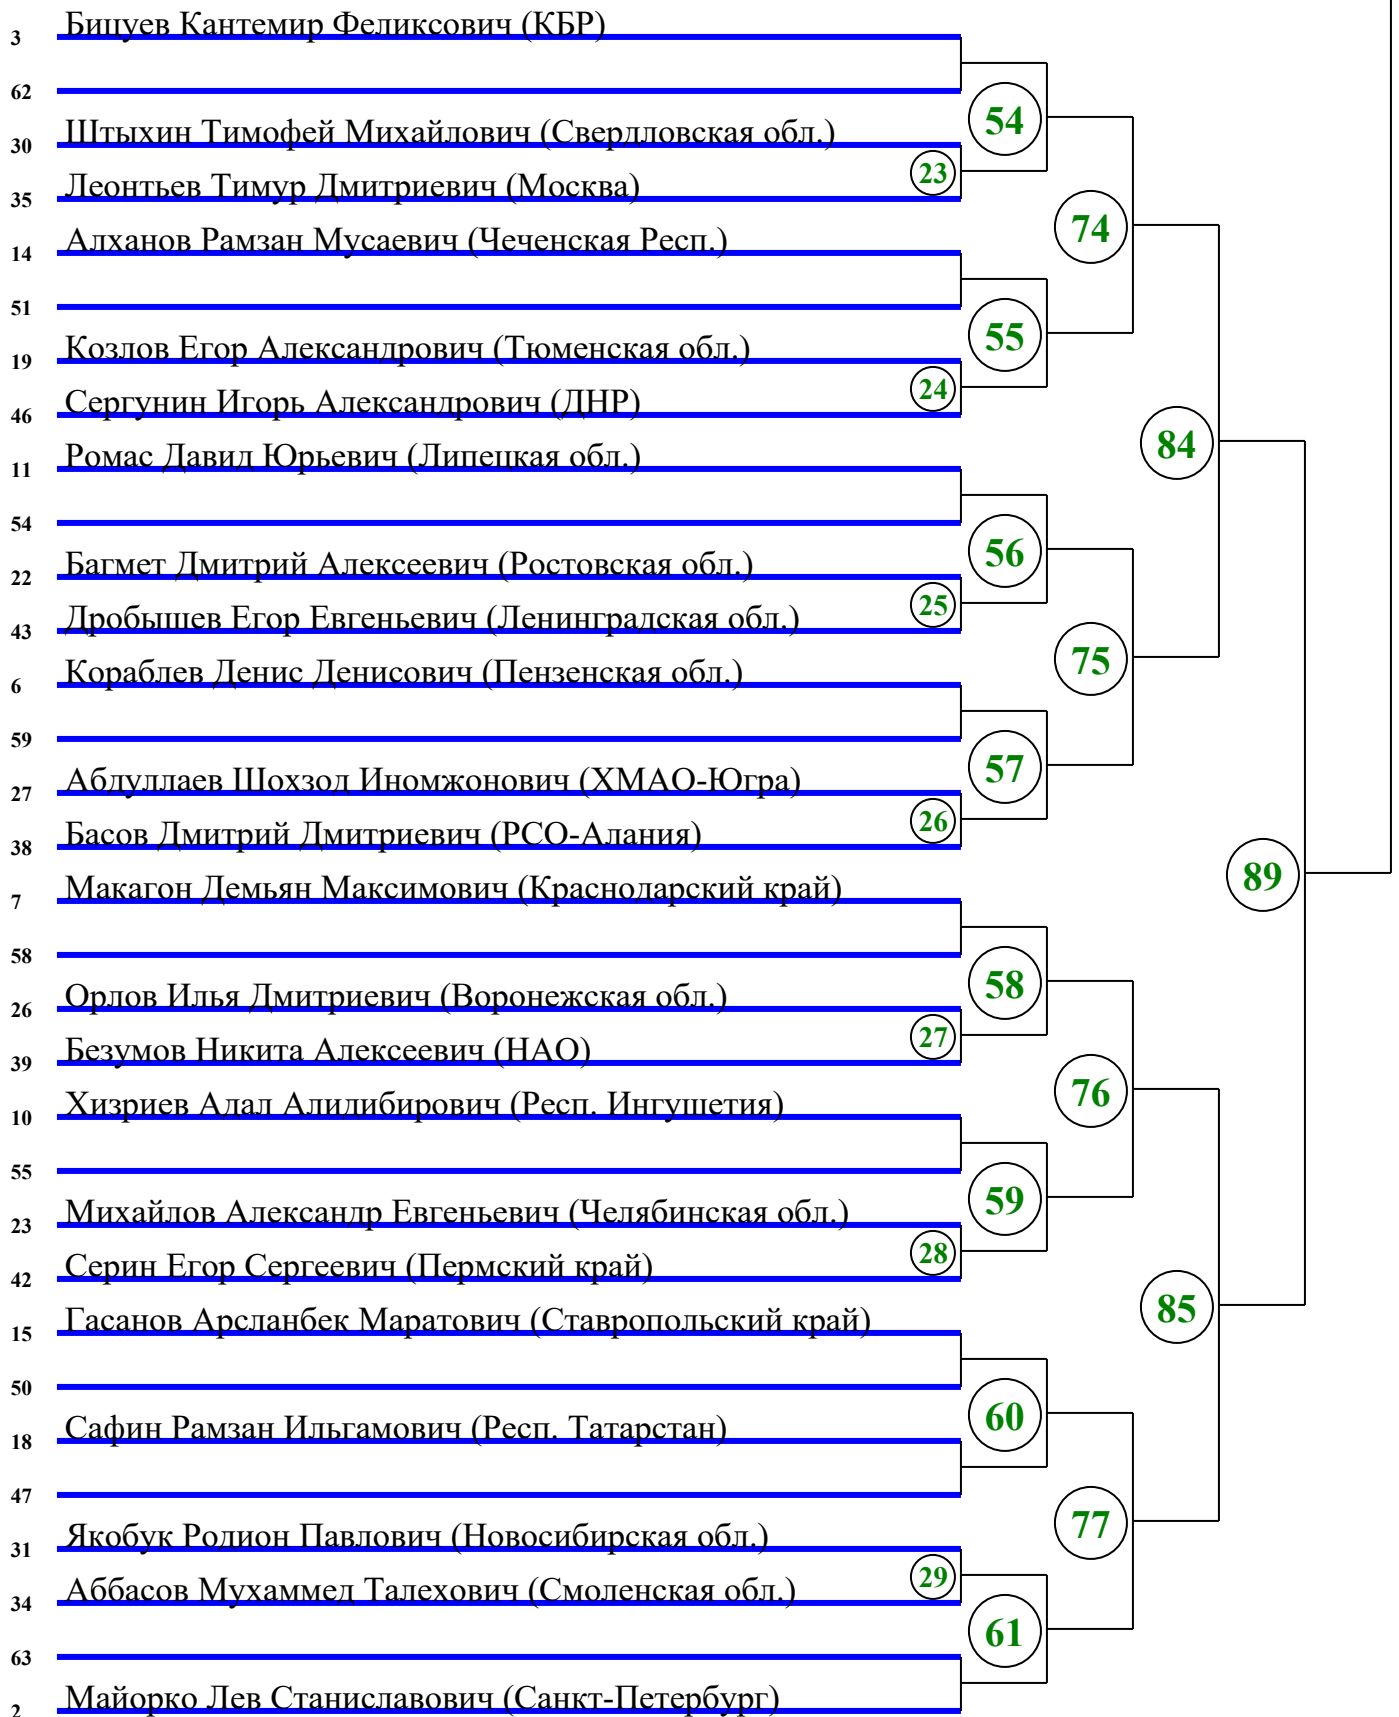 3 Бицуев Кантемир Феликсович (КБР)
62
54
30 Штыхин Тимофей Михайлович (Свердловская обл.)
23
35 Леонтьев Тимур Дмитриевич (Москва)
74
14 Алханов Рамзан Мусаевич (Чеченская Респ.)
51
55
19 Козлов Егор Александрович (Тюменская обл.)
24
46 Сергунин Игорь Александрович (ДНР)
84
11 Ромас Давид Юрьевич (Липецкая обл.)
54
56
22 Багмет Дмитрий Алексеевич (Ростовская обл.)
25
43 Дробышев Егор Евгеньевич (Ленинградская обл.)
75
6 Кораблев Денис Денисович (Пензенская обл.)
59
57
27 Абдуллаев Шохзод Иномжонович (ХМАО-Югра)
26
38 Басов Дмитрий Дмитриевич (РСО-Алания)
89
7 Макагон Демьян Максимович (Краснодарский край)
58
58
26 Орлов Илья Дмитриевич (Воронежская обл.)
27
39 Безумов Никита Алексеевич (НАО)
76
10 Хизриев Адал Алидибирович (Респ. Ингушетия)
55
59
23 Михайлов Александр Евгеньевич (Челябинская обл.)
28
42 Серин Егор Сергеевич (Пермский край)
85
15 Гасанов Арсланбек Маратович (Ставропольский край)
50
60
18 Сафин Рамзан Ильгамович (Респ. Татарстан)
47
77
31 Якобук Родион Павлович (Новосибирская обл.)
29
34 Аббасов Мухаммед Талехович (Смоленская обл.)
61
63
2 Майорко Лев Станиславович (Санкт-Петербург)